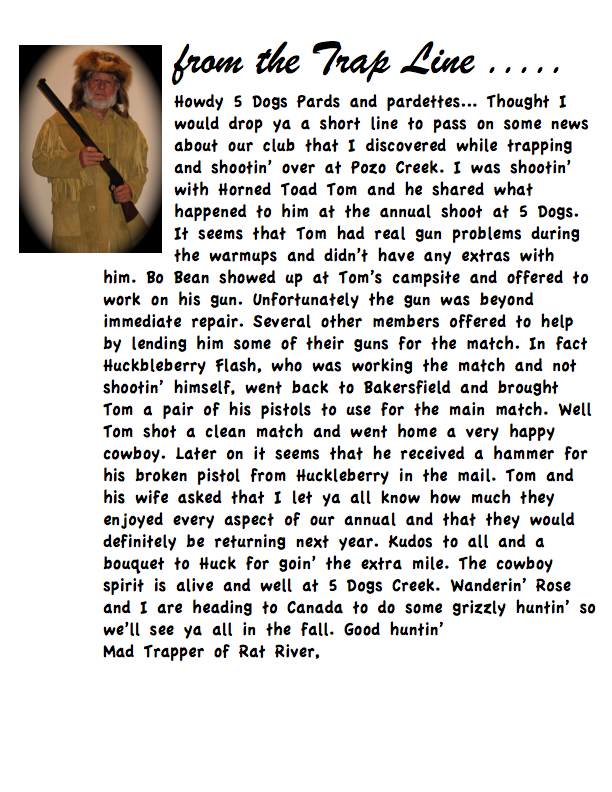 from the Trap Line .....
Howdy 5 Dogs Pards and pardettes... Thought I
would drop ya a short line to pass on some news
about our club that I discovered while trapping
and shootin' over at Pozo Creek. I was shootin'
with Horned Toad Tom and he shared what
happened to him at the annual shoot at 5 Dogs.
It seems that Tom had real gun problems during
the warmups and didn't have any extras with
him. Bo Bean showed up at Tom's campsite and offered to
work on his gun. Unfortunately the gun was beyond
immediate repair. Several other members offered to help
by lending him some of their guns for the match. In fact
Huckbleberry Flash, who was working the match and not
shootin' himself, went back to Bakersfield and brought
Tom a pair of his pistols to use for the main match. Well
Tom shot a clean match and went home a very happy
cowboy. Later on it seems that he received a hammer for
his broken pistol from Huckleberry in the mail. Tom and
his wife asked that I let ya all know how much they
enjoyed every aspect of our annual and that they would
definitely be returning next year. Kudos to all and a
bouquet to Huck for goin' the extra mile. The cowboy
spirit is alive and well at 5 Dogs Creek. Wanderin' Rose
and I are heading to Canada to do some grizzly huntin' so
we'll see ya all in the fall. Good huntin'
Mad Trapper of Rat River,